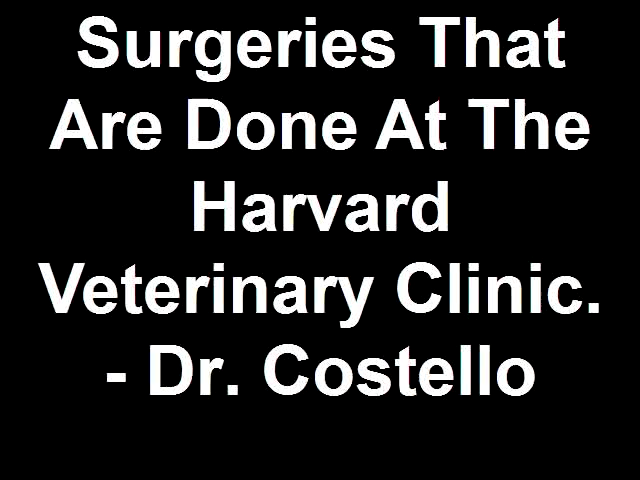 Surgeries That
Are Done At The
Harvard
Veterinary Clinic.
- Dr. Costello